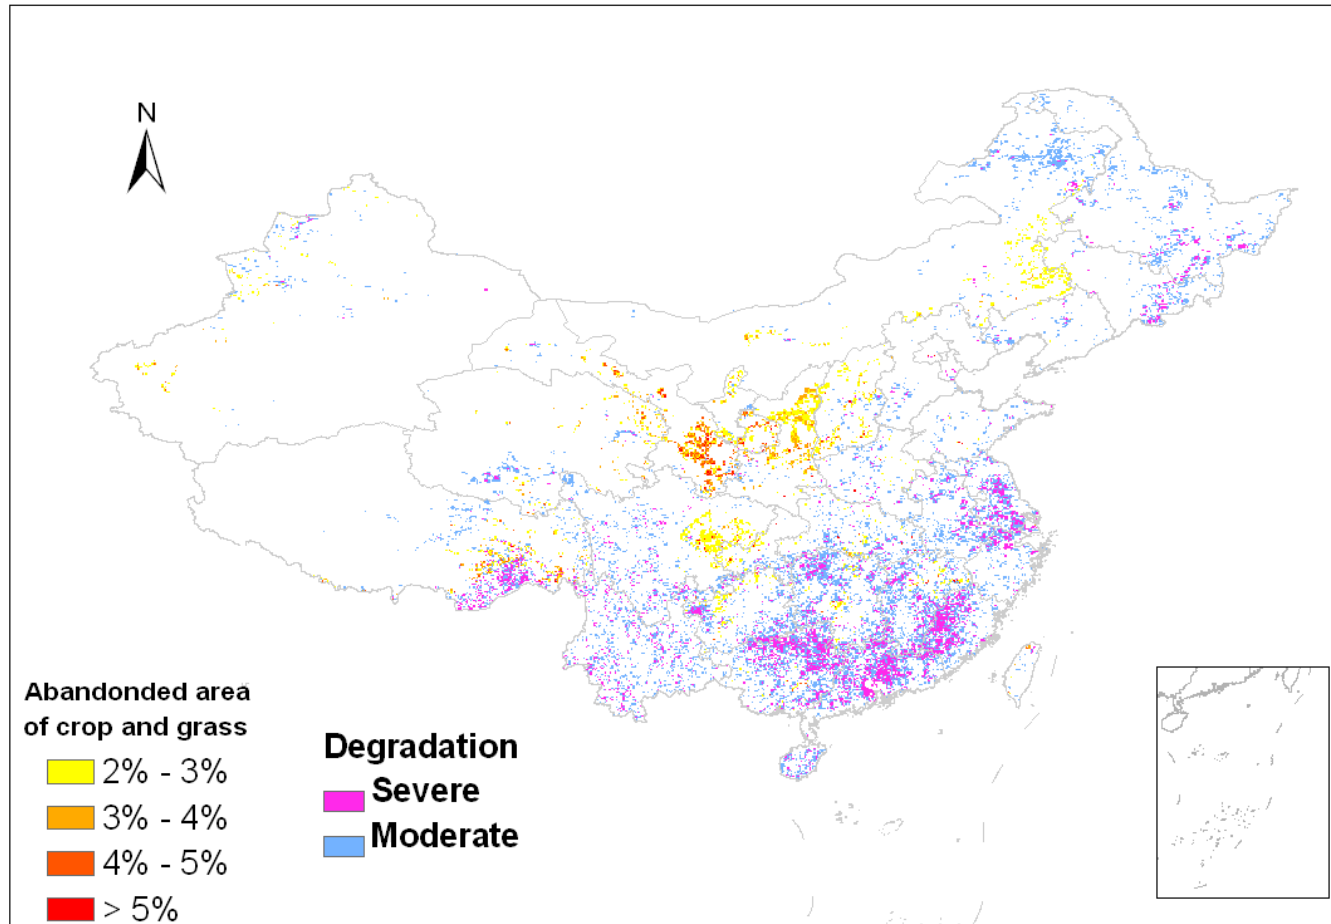 N
Abandonded area
of crop and grass
2% - 3%
3% - 4%
4% - 5%
> 5%
Degradation
Severe
Moderate